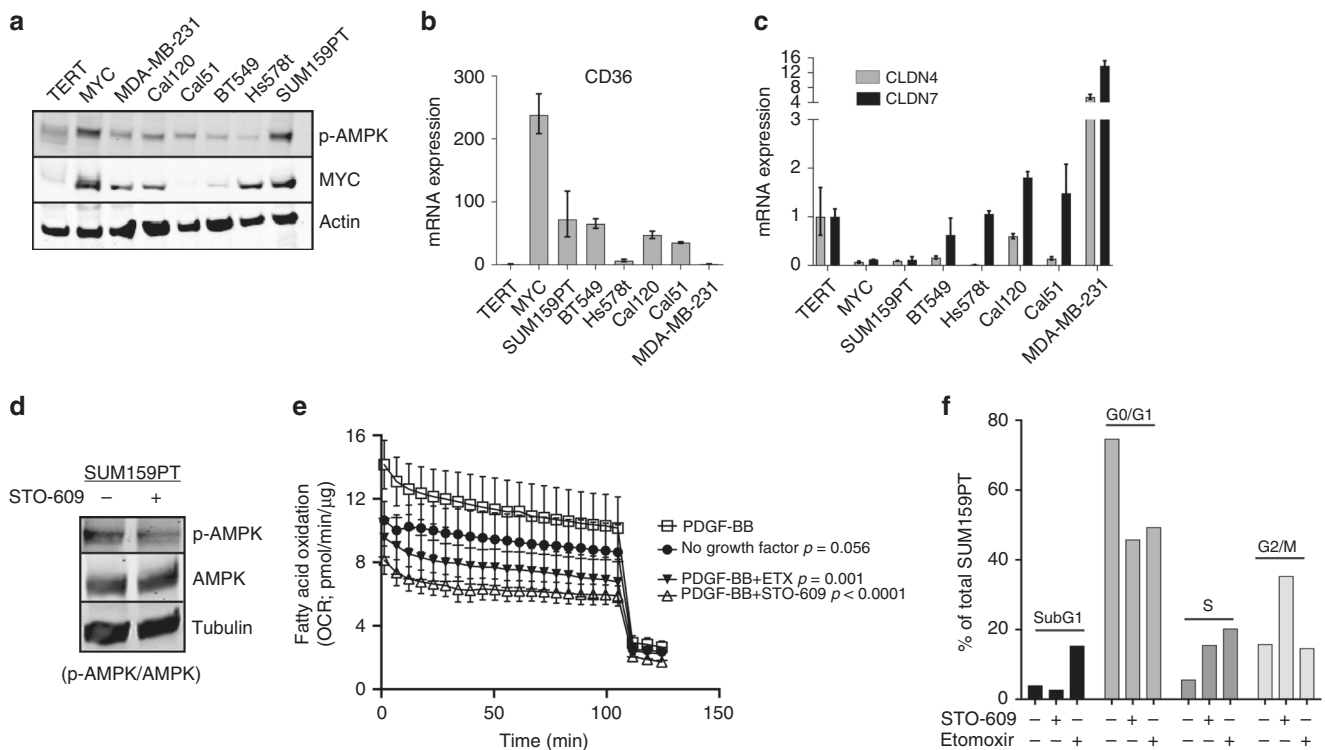 a
TERT
MYC
MDA-MB-231
Cal120
Cal51
BT549
Hs578t
SUM159PT
p-AMPK
MYC
Actin
b
CD36
mRNA expression
300
200
100
0
TERT
MYC
SUM159PT
BT549
Hs578t
Cal120
Cal51
MDA-MB-231
c
CLDN4
CLDN7
mRNA expression
16
12
8
4
3
2
1
0
TERT
MYC
SUM159PT
BT549
Hs578t
Cal120
Cal51
MDA-MB-231
d
SUM159PT
STO-609 – +
p-AMPK
AMPK
Tubulin
(p-AMPK/AMPK)
e
Fatty acid oxidation
(OCR; pmol/min/µg)
16
12
8
4
0
0 50 100 150
Time (min)
PDGF-BB
No growth factor p = 0.056
PDGF-BB+ETX p = 0.001
PDGF-BB+STO-609 p < 0.0001
f
% of total SUM159PT
80
60
40
20
0
SubG1
G0/G1
S
G2/M
STO-609 – + – – + – – + – – + –
Etomoxir – – + – – + – – + – – +